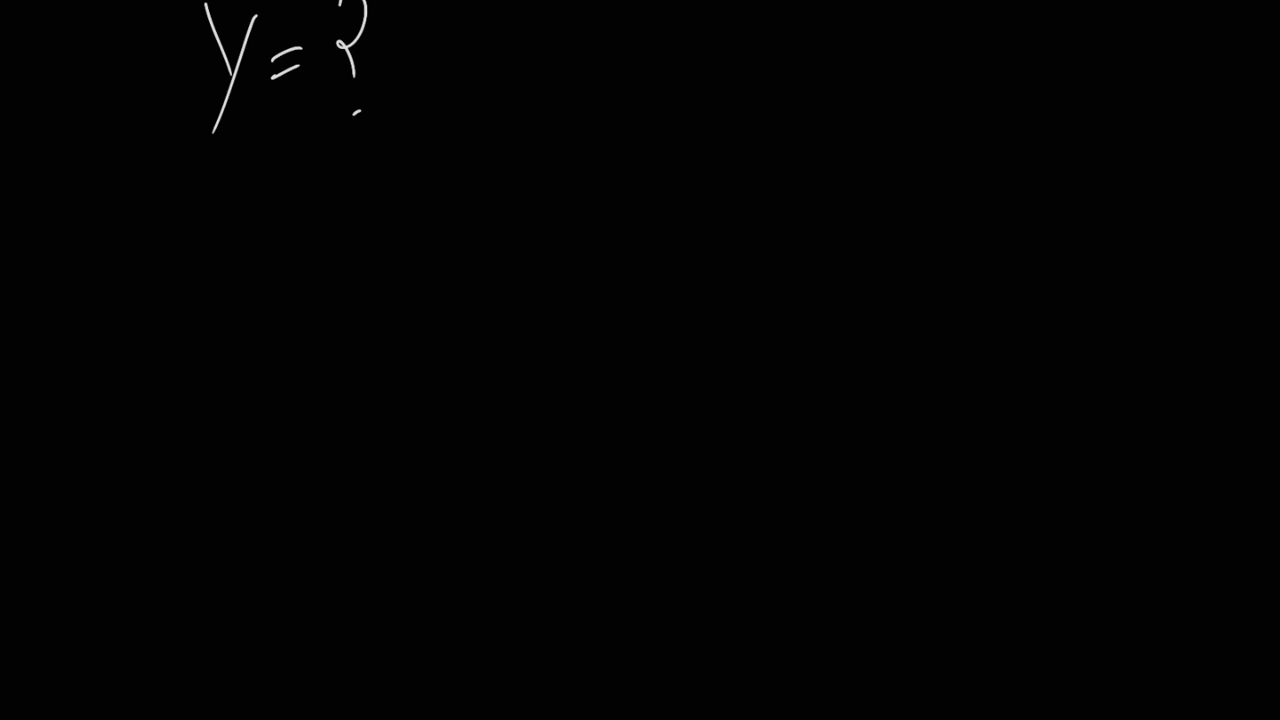 y = ?